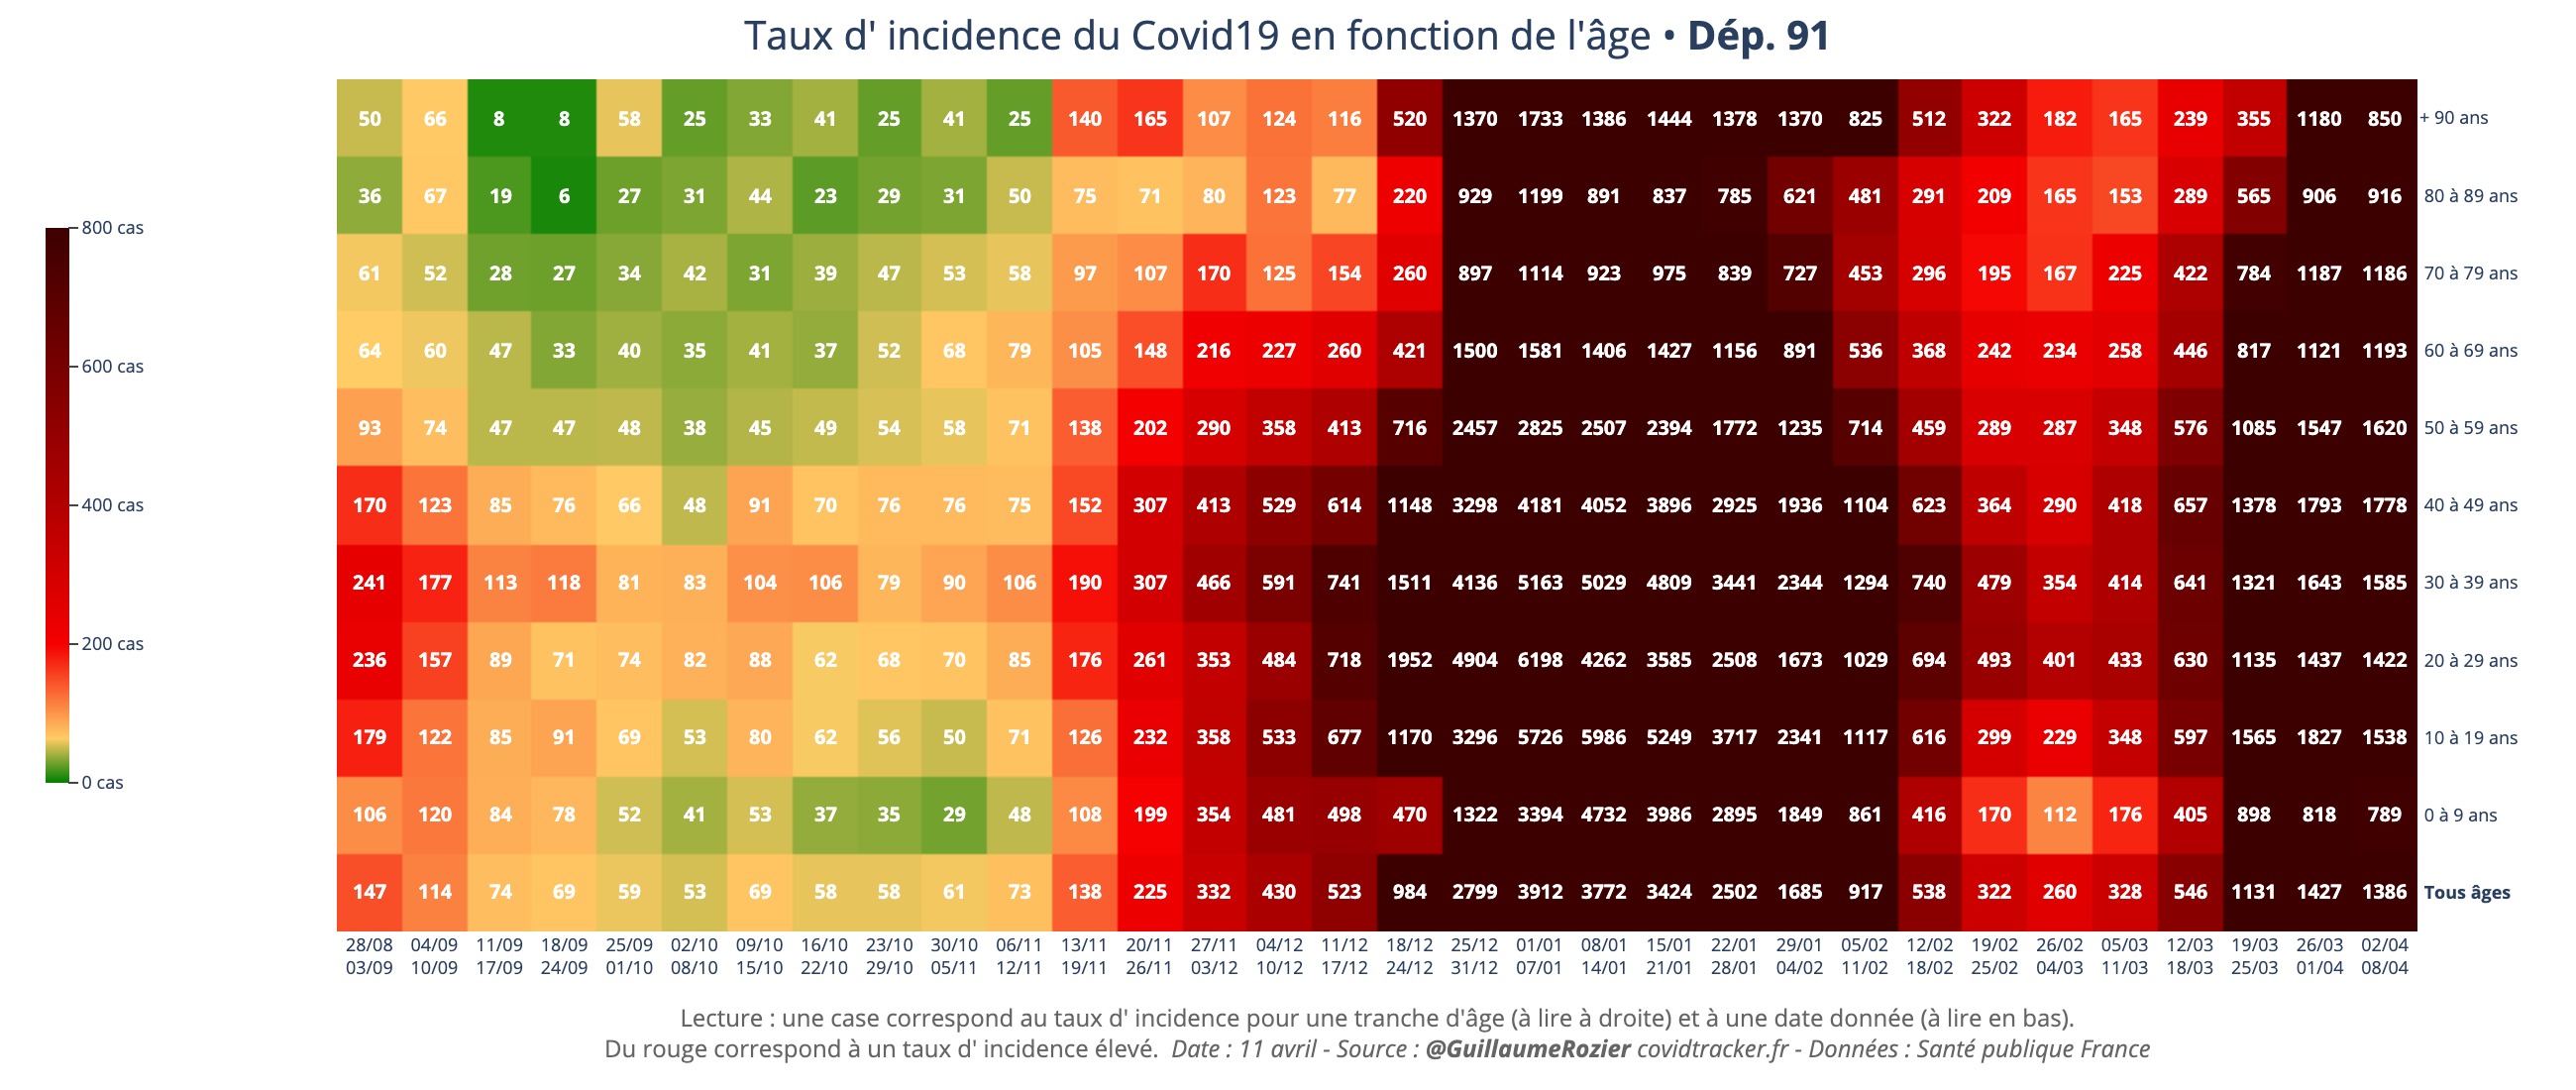 Taux d' incidence du Covid19 en fonction de l'âge • Dép. 91
800 cas
600 cas
400 cas
200 cas
0 cas
50 66 8 8 58 25 33 41 25 41 25 140 165 107 124 116 520 1370 1733 1386 1444 1378 1370 825 512 322 182 165 239 355 1180 850 + 90 ans
36 67 19 6 27 31 44 23 29 31 50 75 71 80 123 77 220 929 1199 891 837 785 621 481 291 209 165 153 289 565 906 916 80 à 89 ans
61 52 28 27 34 42 31 39 47 53 58 97 107 170 125 154 260 897 1114 923 975 839 727 453 296 195 167 225 422 784 1187 1186 70 à 79 ans
64 60 47 33 40 35 41 37 52 68 79 105 148 216 227 260 421 1500 1581 1406 1427 1156 891 536 368 242 234 258 446 817 1121 1193 60 à 69 ans
93 74 47 47 48 38 45 49 54 58 71 138 202 290 358 413 716 2457 2825 2507 2394 1772 1235 714 459 289 287 348 576 1085 1547 1620 50 à 59 ans
170 123 85 76 66 48 91 70 76 76 75 152 307 413 529 614 1148 3298 4181 4052 3896 2925 1936 1104 623 364 290 418 657 1378 1793 1778 40 à 49 ans
241 177 113 118 81 83 104 106 79 90 106 190 307 466 591 741 1511 4136 5163 5029 4809 3441 2344 1294 740 479 354 414 641 1321 1643 1585 30 à 39 ans
236 157 89 71 74 82 88 62 68 70 85 176 261 353 484 718 1952 4904 6198 4262 3585 2508 1673 1029 694 493 401 433 630 1135 1437 1422 20 à 29 ans
179 122 85 91 69 53 80 62 56 50 71 126 232 358 533 677 1170 3296 5726 5986 5249 3717 2341 1117 616 299 229 348 597 1565 1827 1538 10 à 19 ans
106 120 84 78 52 41 53 37 35 29 48 108 199 354 481 498 470 1322 3394 4732 3986 2895 1849 861 416 170 112 176 405 898 818 789 0 à 9 ans
147 114 74 69 59 53 69 58 58 61 73 138 225 332 430 523 984 2799 3912 3772 3424 2502 1685 917 538 322 260 328 546 1131 1427 1386 Tous âges
28/08 04/09 11/09 18/09 25/09 02/10 09/10 16/10 23/10 30/10 06/11 13/11 20/11 27/11 04/12 11/12 18/12 25/12 01/01 08/01 15/01 22/01 29/01 05/02 12/02 19/02 26/02 05/03 12/03 19/03 26/03 02/04
03/09 10/09 17/09 24/09 01/10 08/10 15/10 22/10 29/10 05/11 12/11 19/11 26/11 03/12 10/12 17/12 24/12 31/12 07/01 14/01 21/01 28/01 04/02 11/02 18/02 25/02 04/03 11/03 18/03 25/03 01/04 08/04
Lecture : une case correspond au taux d' incidence pour une tranche d'âge (à lire à droite) et à une date donnée (à lire en bas).
Du rouge correspond à un taux d' incidence élevé. Date : 11 avril - Source : @GuillaumeRozier covidtracker.fr - Données : Santé publique France